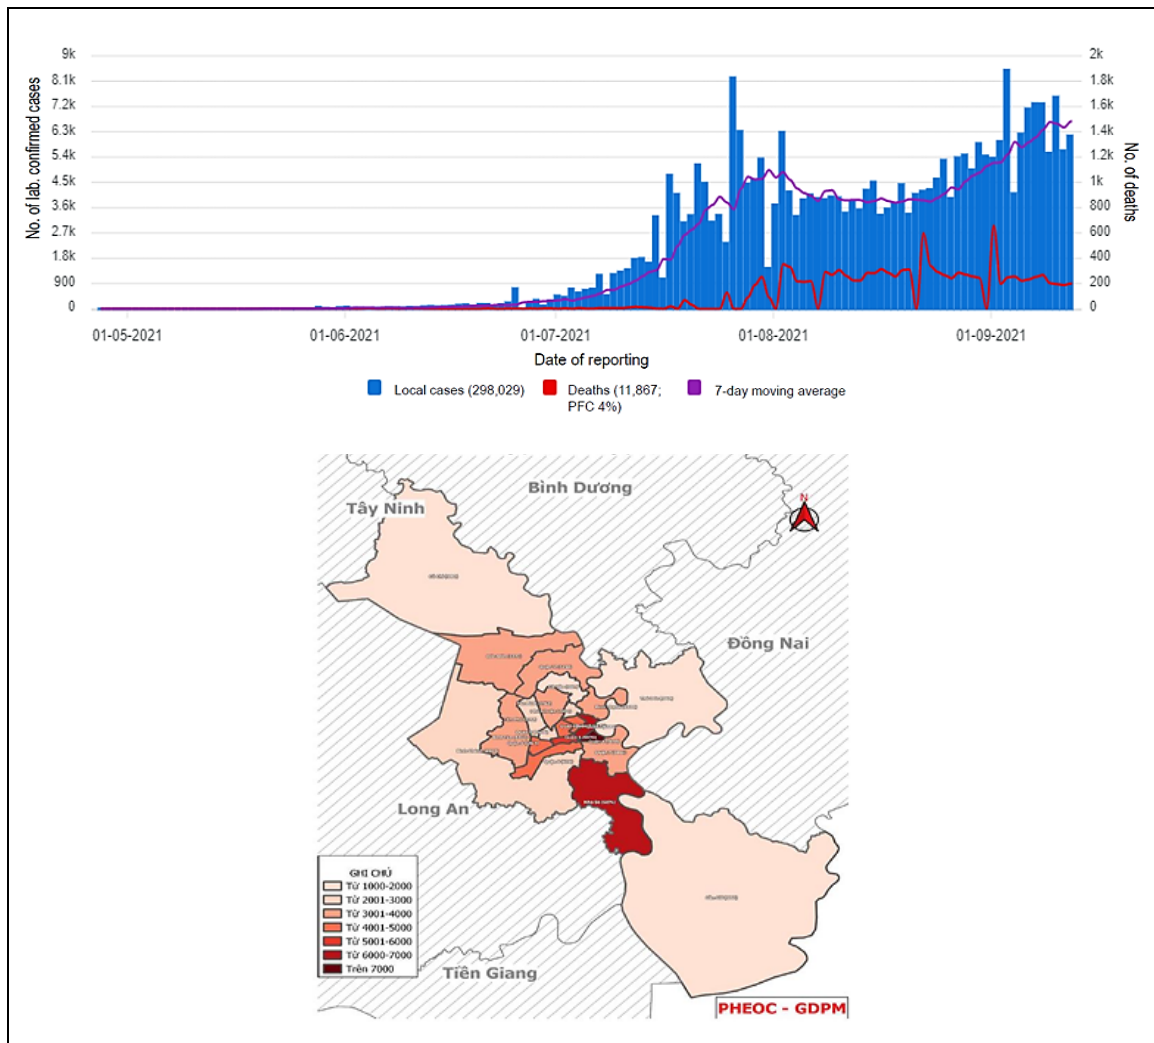 9k
8.1k
7.2k
6.3k
5.4k
4.5k
3.6k
2.7k
1.8k
900
0
No. of lab. confirmed cases
2k
1.8k
1.6k
1.4k
1.2k
1k
800
600
400
200
0
No. of deaths
01-05-2021
01-06-2021
01-07-2021
01-08-2021
01-09-2021
Date of reporting
Local cases (298,029)
Deaths (11,867;
PFC 4%)
7-day moving average
Bình Dương
Tây Ninh
N
Đồng Nai
Long An
GHI CHÚ
Từ 1000-2000
Từ 2001-3000
Từ 3001-4000
Từ 4001-5000
Từ 5001-6000
Từ 6000-7000
Trên 7000
Tiền Giang
PHEOC - GDPM